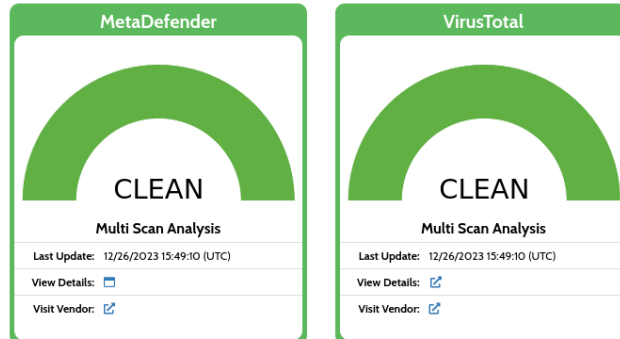 MetaDefender
CLEAN
Multi Scan Analysis
Last Update: 12/26/2023 15:49:10 (UTC)
View Details:
Visit Vendor:
VirusTotal
CLEAN
Multi Scan Analysis
Last Update: 12/26/2023 15:49:10 (UTC)
View Details:
Visit Vendor: